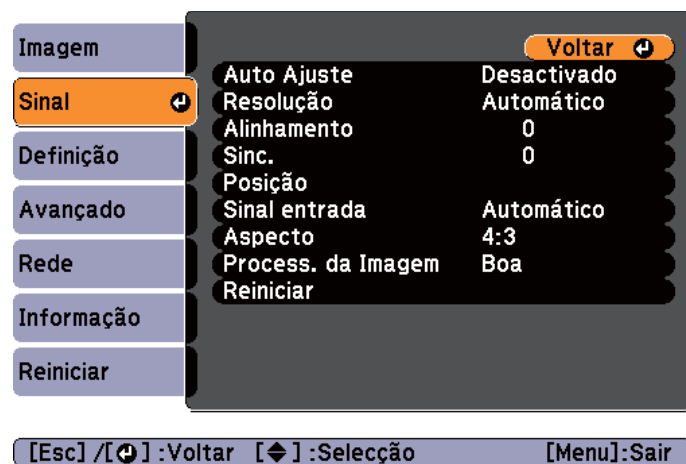 Imagem
Sinal
Definição
Avançado
Rede
Informação
Reiniciar
Voltar
Auto Ajuste Desactivado
Resolução Automático
Alinhamento 0
Sinc. 0
Posição
Sinal entrada Automático
Aspecto 4:3
Process. da Imagem Boa
Reiniciar
[Esc] /[⏎] :Voltar [◆] :Selecção [Menu]:Sair